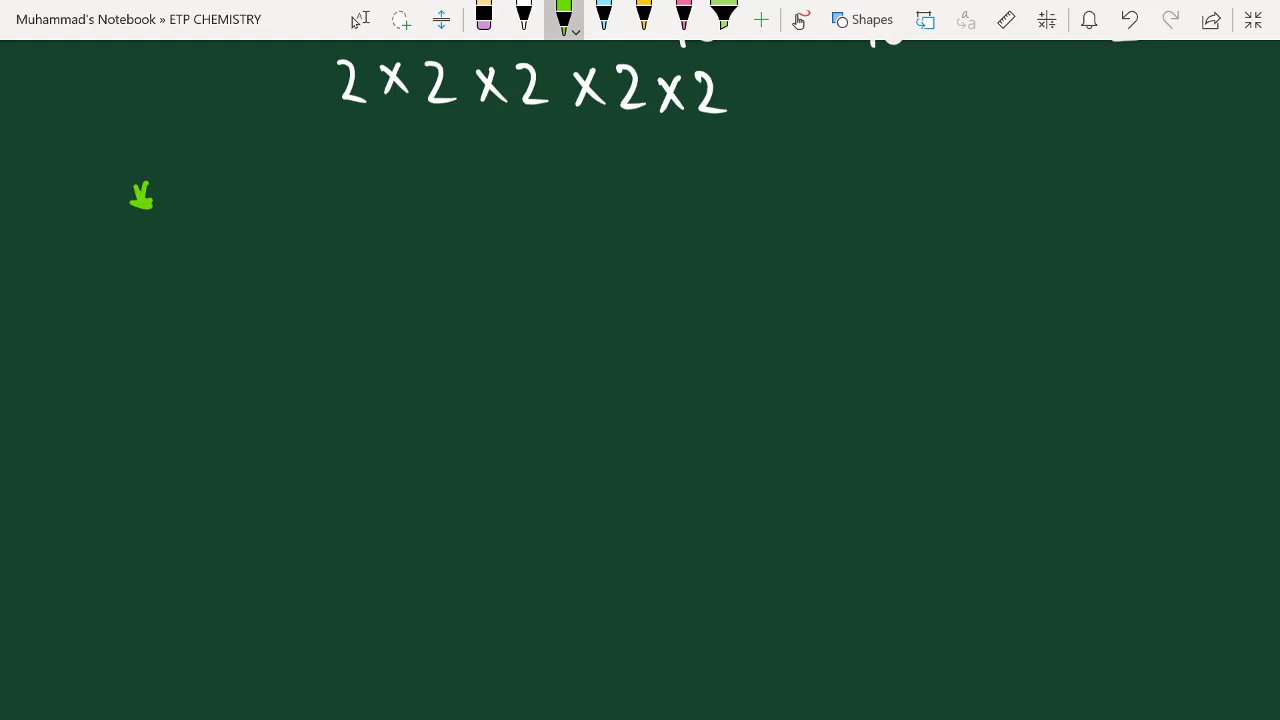 Muhammad's Notebook » ETP CHEMISTRY
Shapes
2 × 2 × 2 × 2 × 2